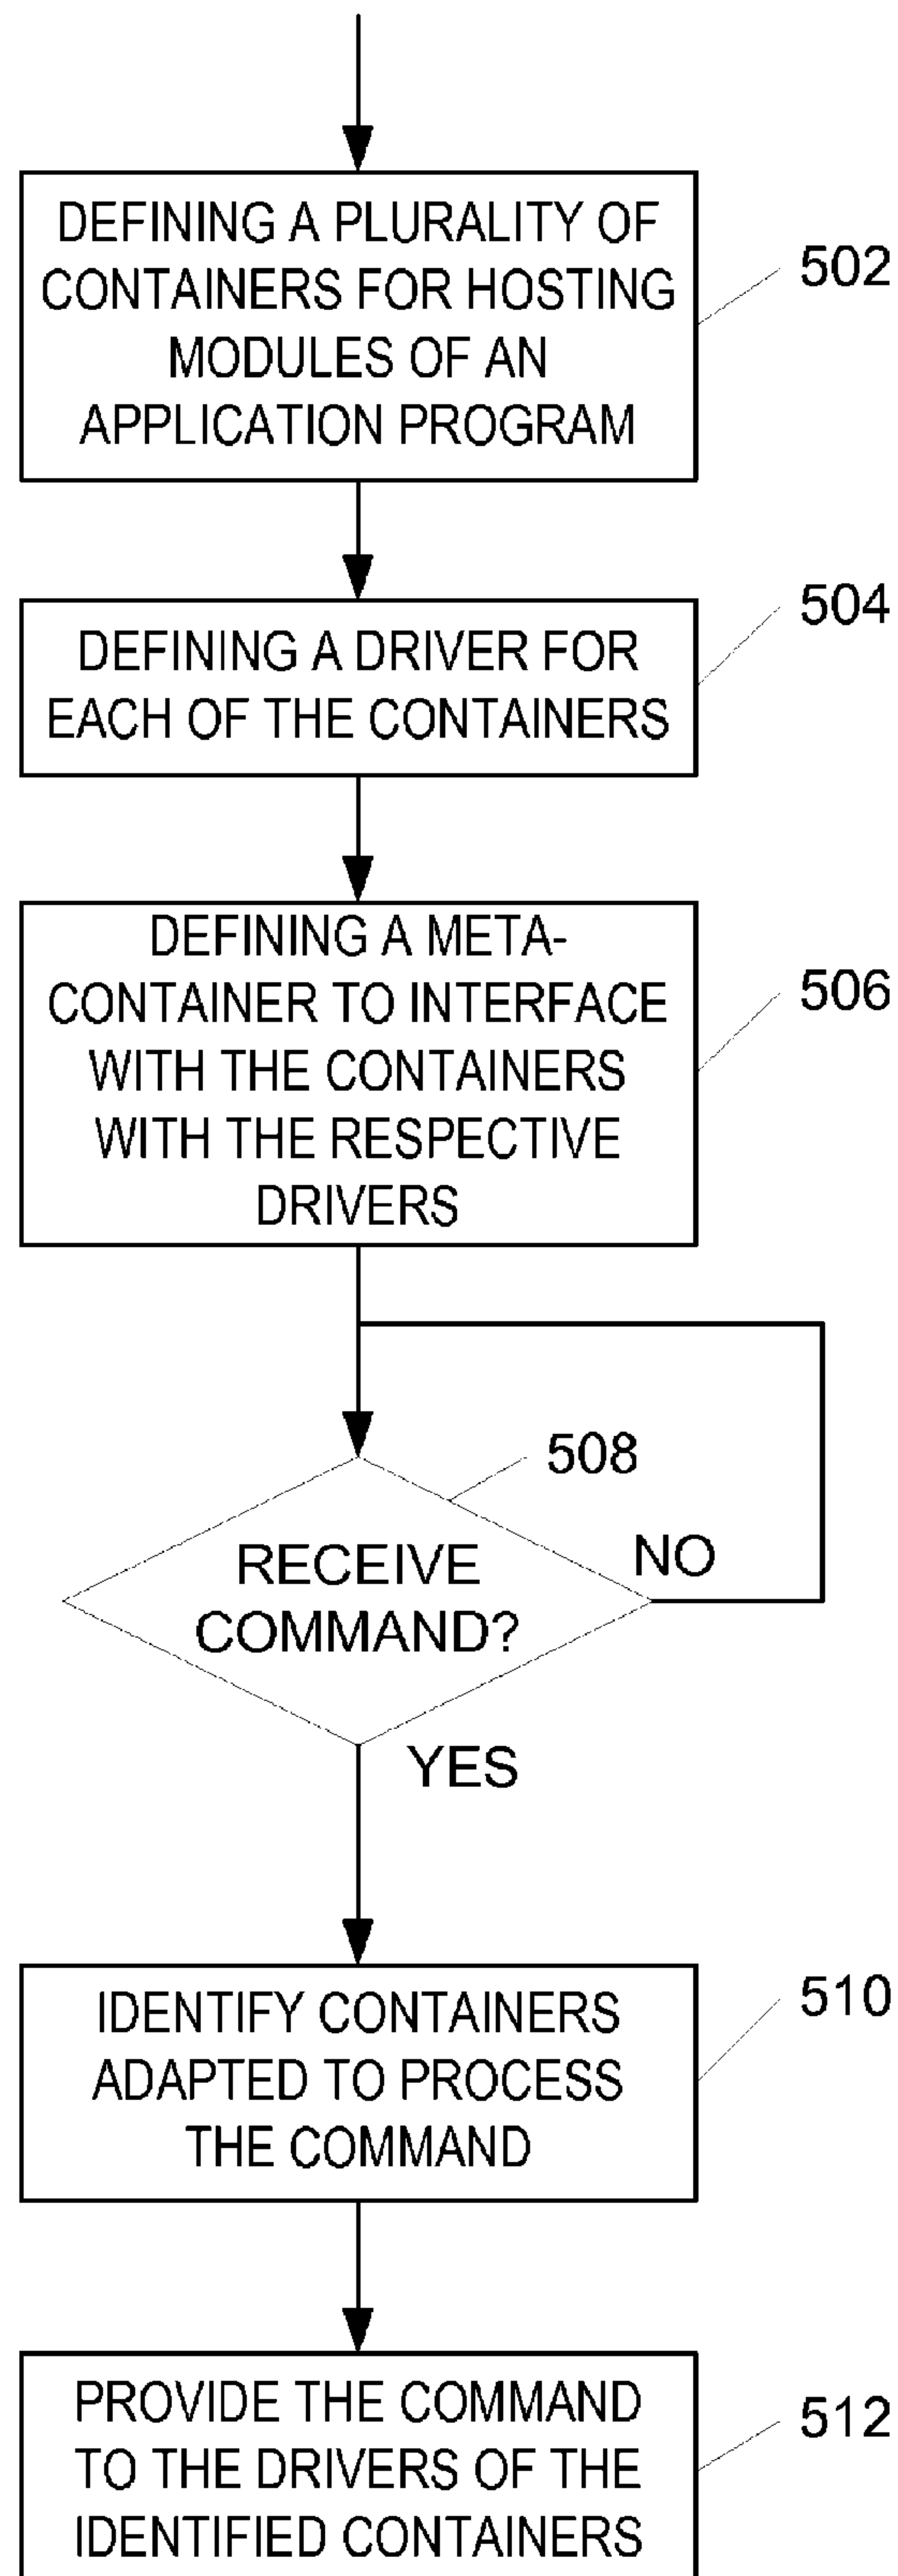 DEFINING A PLURALITY OF
CONTAINERS FOR HOSTING
MODULES OF AN
APPLICATION PROGRAM
502
DEFINING A DRIVER FOR
EACH OF THE CONTAINERS
504
DEFINING A META-
CONTAINER TO INTERFACE
WITH THE CONTAINERS
WITH THE RESPECTIVE
DRIVERS
506
508
RECEIVE
COMMAND?
NO
YES
IDENTIFY CONTAINERS
ADAPTED TO PROCESS
THE COMMAND
510
PROVIDE THE COMMAND
TO THE DRIVERS OF THE
IDENTIFIED CONTAINERS
512